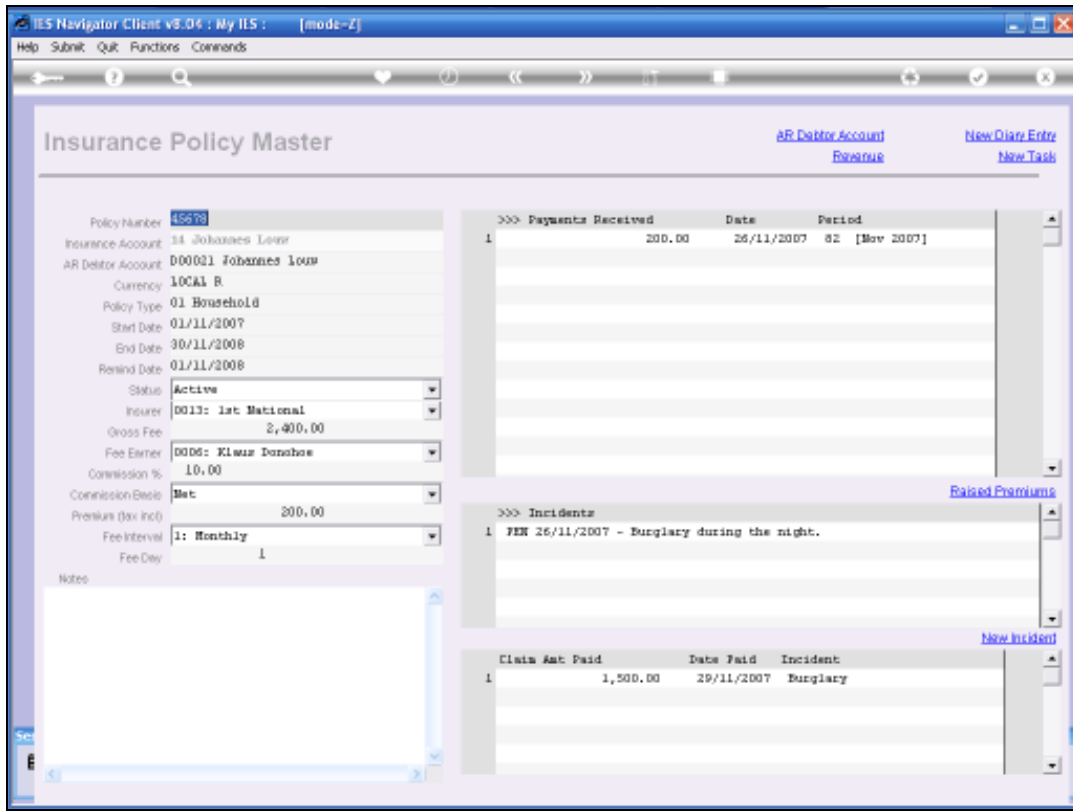 IES Navigator Client v8.04 : My IES : [mode=Z]
Help Submit Quit Functions Commands
Insurance Policy Master
AR Debtor Account
New Diary Entry
Revenue
New Task
Policy Number 45678
Insurance Account 14 Johannes Louw
AR Debtor Account D00021 Johannes louw
Currency LOCAL R
Policy Type 01 Household
Start Date 01/11/2007
End Date 30/11/2008
Remind Date 01/11/2008
Status Active
Insurer 0013: 1st National
Gross Fee 2,400.00
Fee Earner 0006: Klaus Donohoe
Commission % 10.00
Commission Basis Net
Premium (tax incl) 200.00
Fee Interval 1: Monthly
Fee Day 1
Notes
>>> Payments Received Date Period
1 200.00 26/11/2007 82 [Nov 2007]
Raised Premiums
>>> Incidents
1 PEN 26/11/2007 - Burglary during the night.
New Incident
Claim Amt Paid Date Paid Incident
1 1,500.00 29/11/2007 Burglary